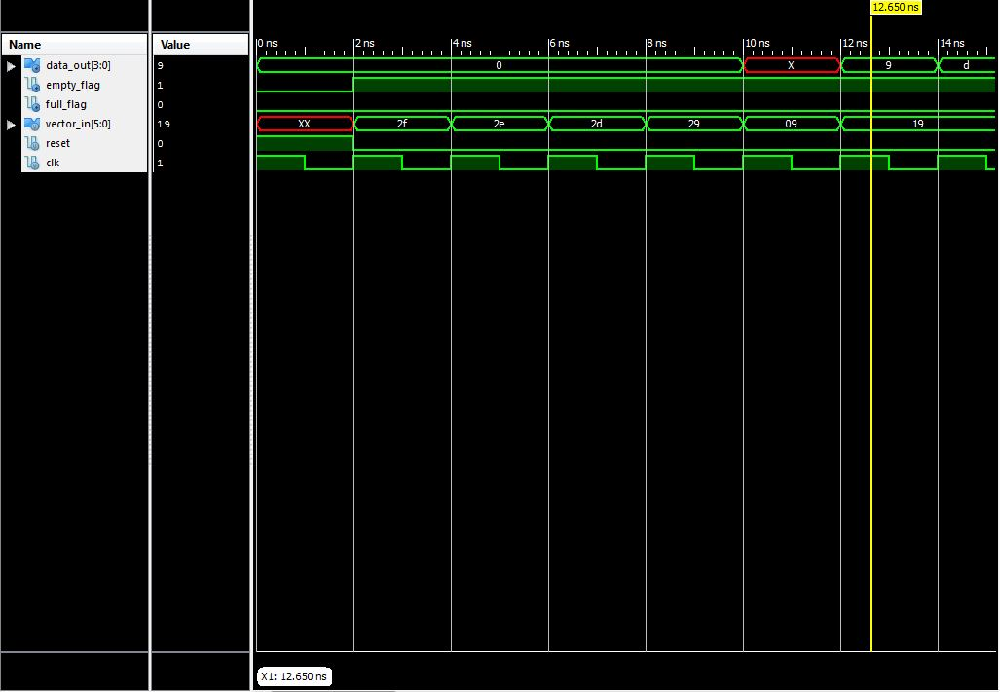 12.650 ns
Name Value
0 ns 2 ns 4 ns 6 ns 8 ns 10 ns 12 ns 14 ns
data_out[3:0] 9 0 X 9 d
empty_flag 1
full_flag 0
vector_in[5:0] 19 XX 2f 2e 2d 29 09 19
reset 0
clk 1
X1: 12.650 ns